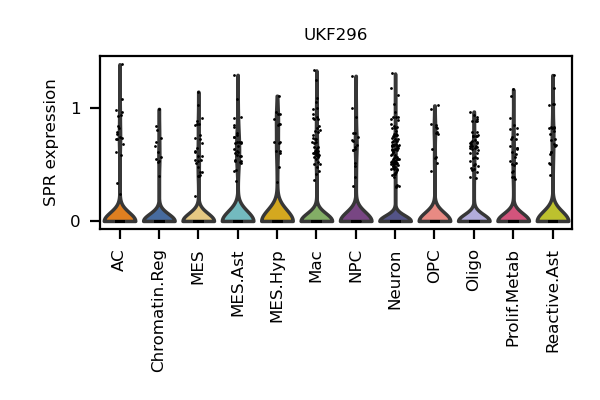 UKF296
SPR expression
1
0
AC
Chromatin.Reg
MES
MES.Ast
MES.Hyp
Mac
NPC
Neuron
OPC
Oligo
Prolif.Metab
Reactive.Ast